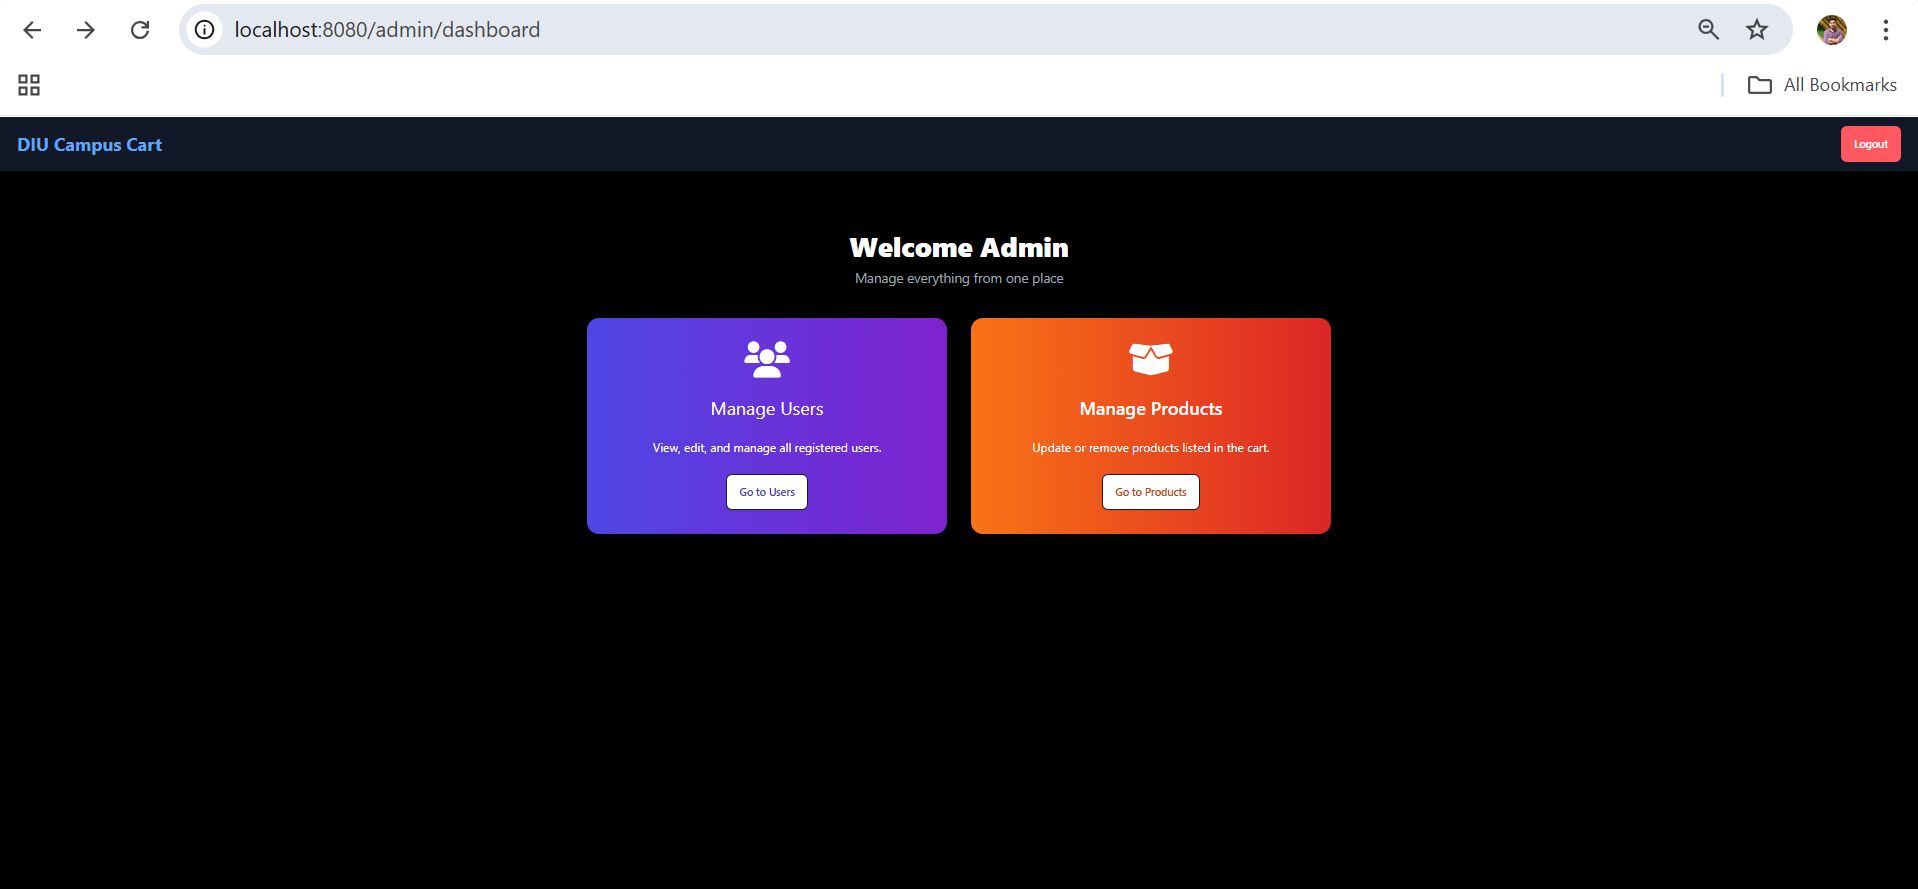 localhost:8080/admin/dashboard
All Bookmarks
DIU Campus Cart
Logout
Welcome Admin
Manage everything from one place
Manage Users
View, edit, and manage all registered users.
Go to Users
Manage Products
Update or remove products listed in the cart.
Go to Products